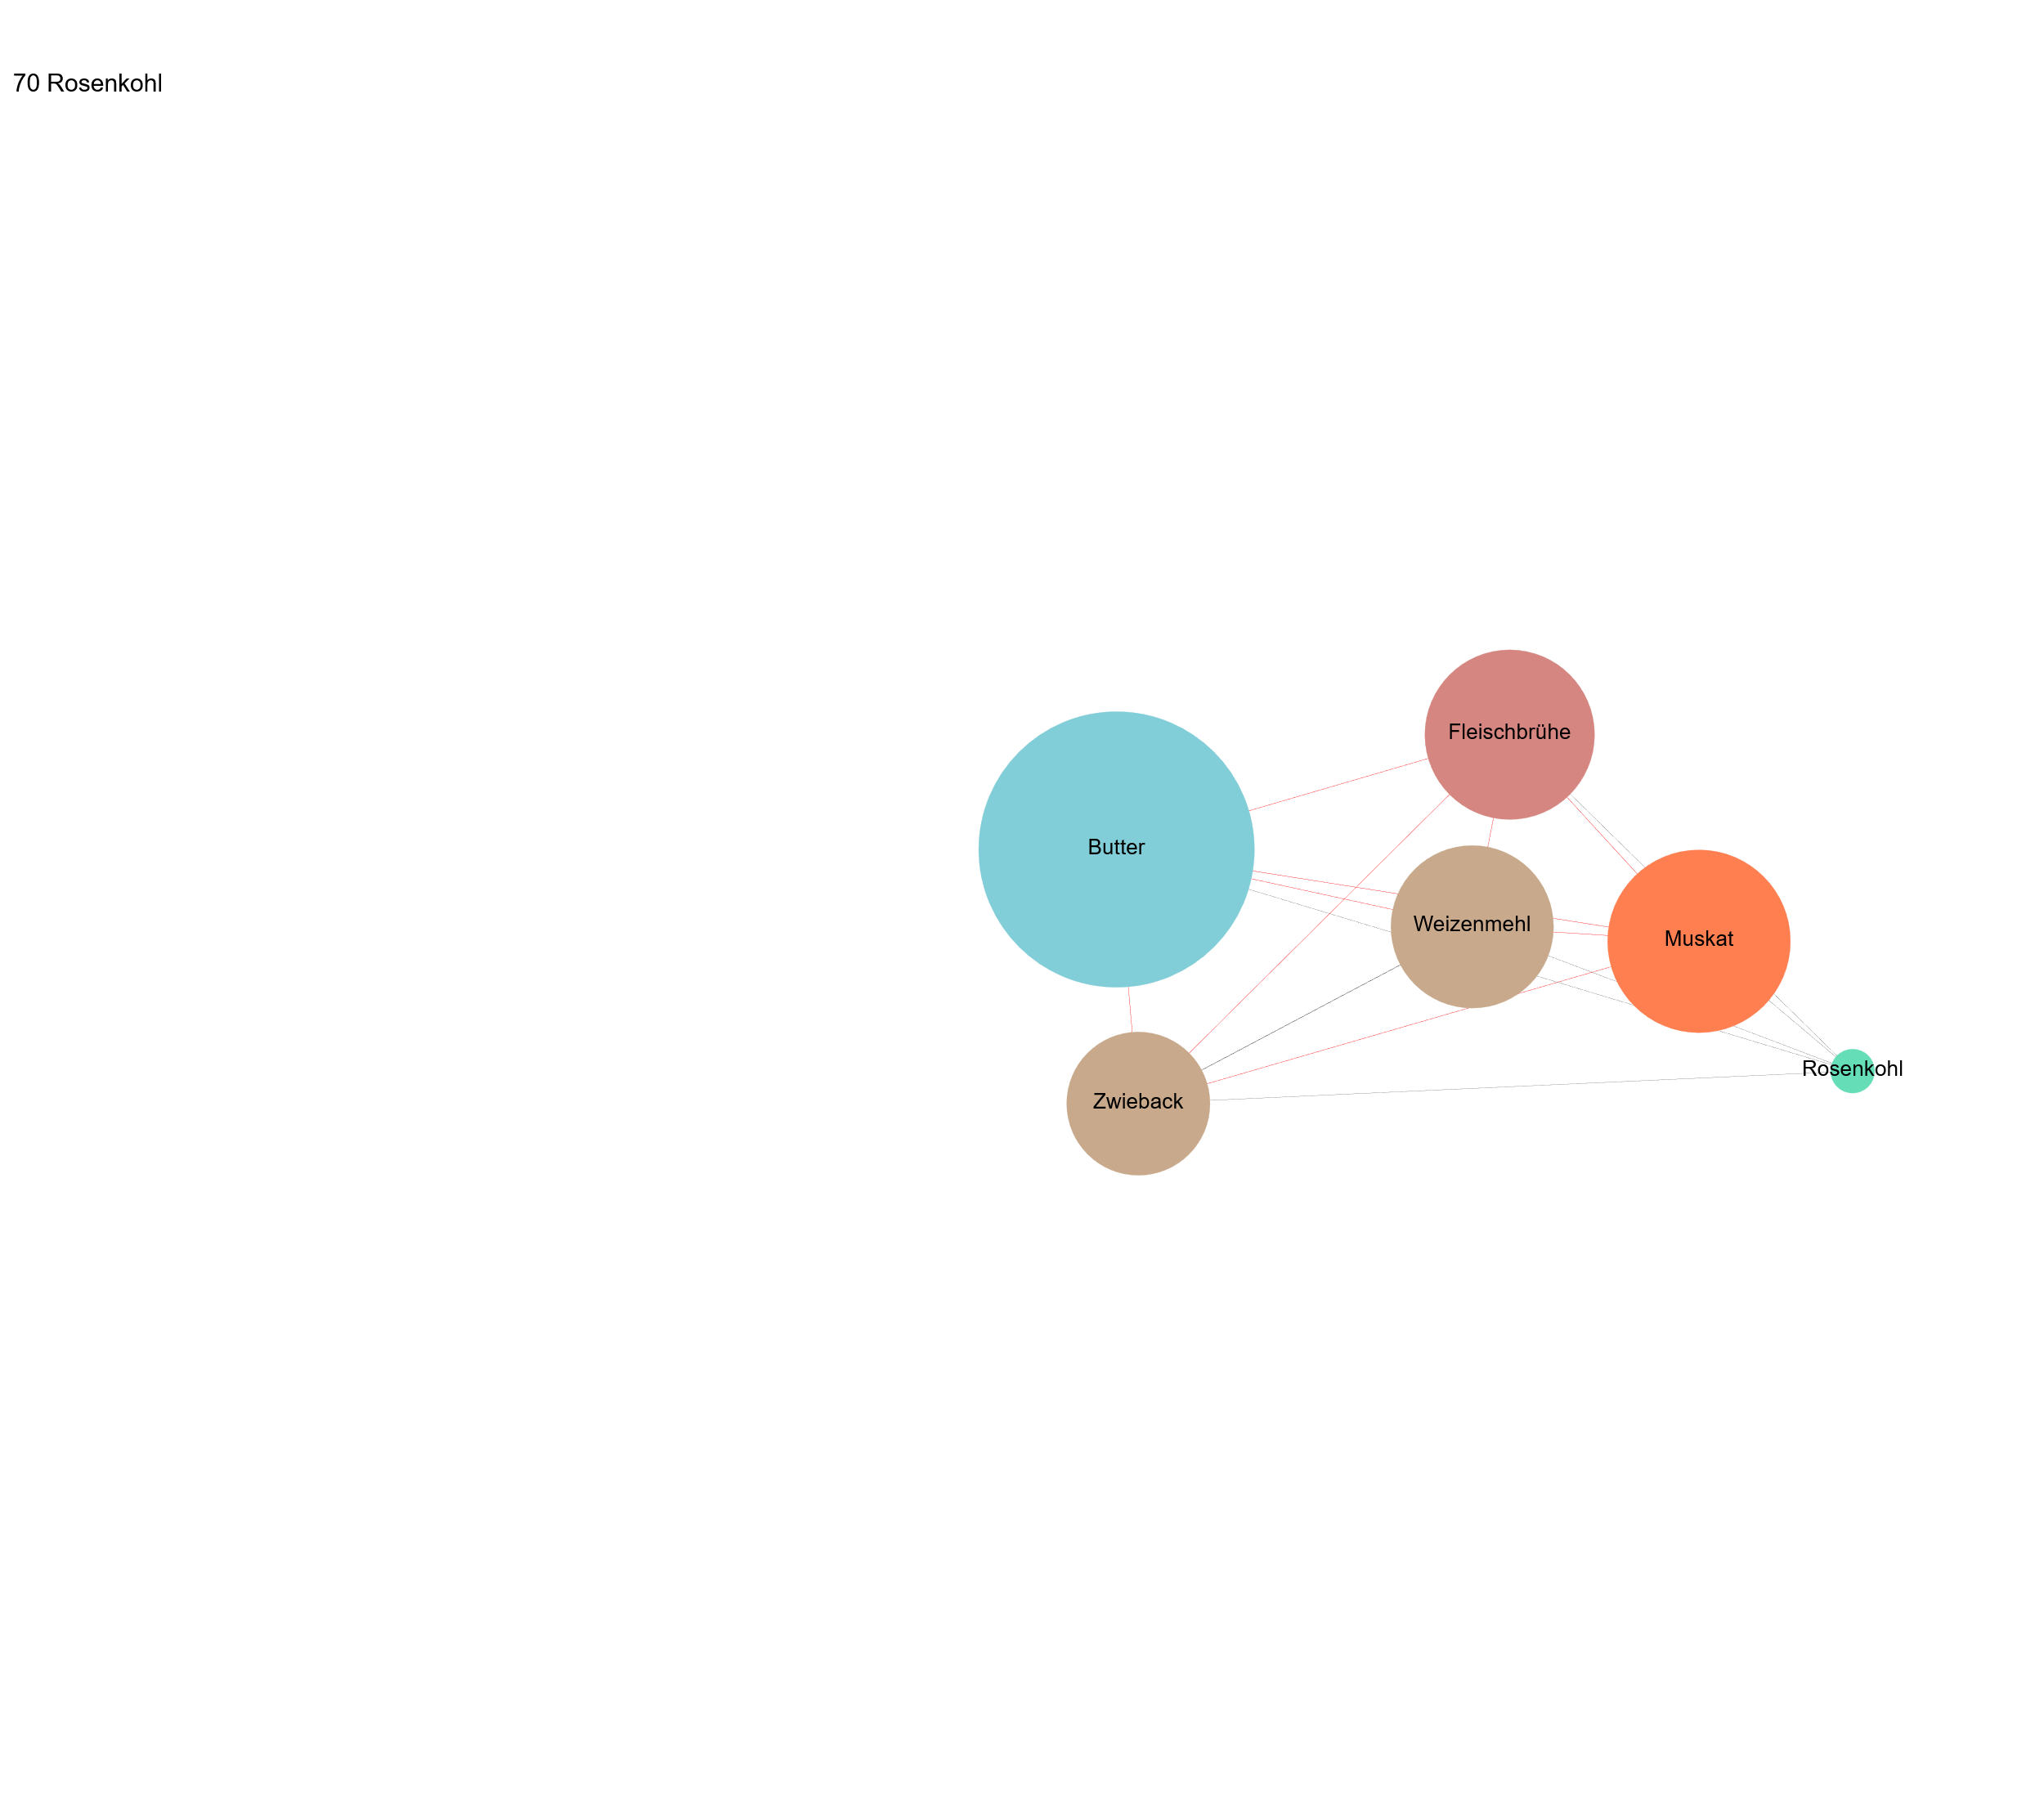 70 Rosenkohl
Fleischbrühe
Butter
Weizenmehl
Muskat
Rosenkohl
Zwieback